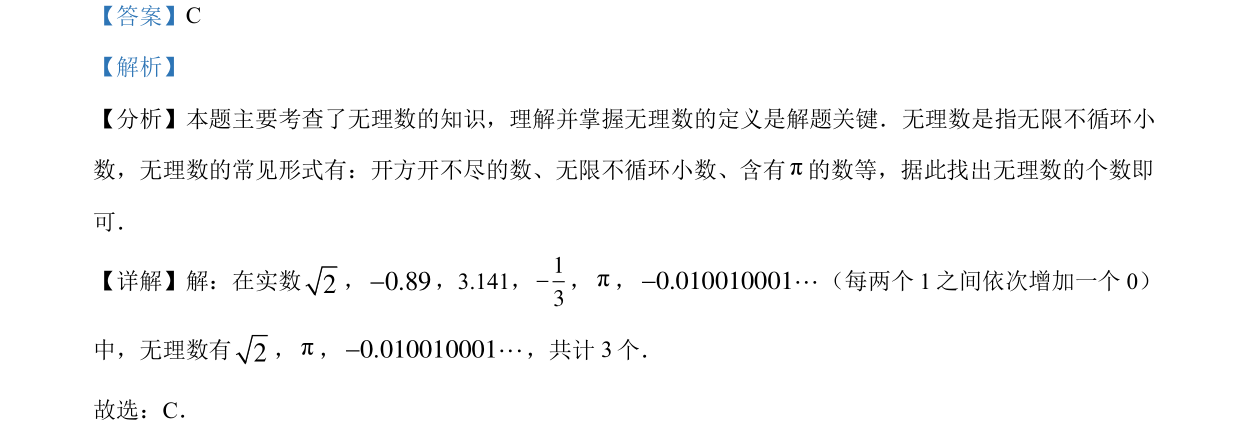 【答案】C
【解析】
【分析】本题主要考查了无理数的知识，理解并掌握无理数的定义是解题关键．无理数是指无限不循环小
数，无理数的常见形式有：开方开不尽的数、无限不循环小数、含有π的数等，据此找出无理数的个数即
可．
【详解】解：在实数√2，−0.89，3.141，−1/3，π，−0.010010001⋯（每两个 1 之间依次增加一个 0）
中，无理数有√2，π，−0.010010001⋯，共计 3 个．
故选：C．